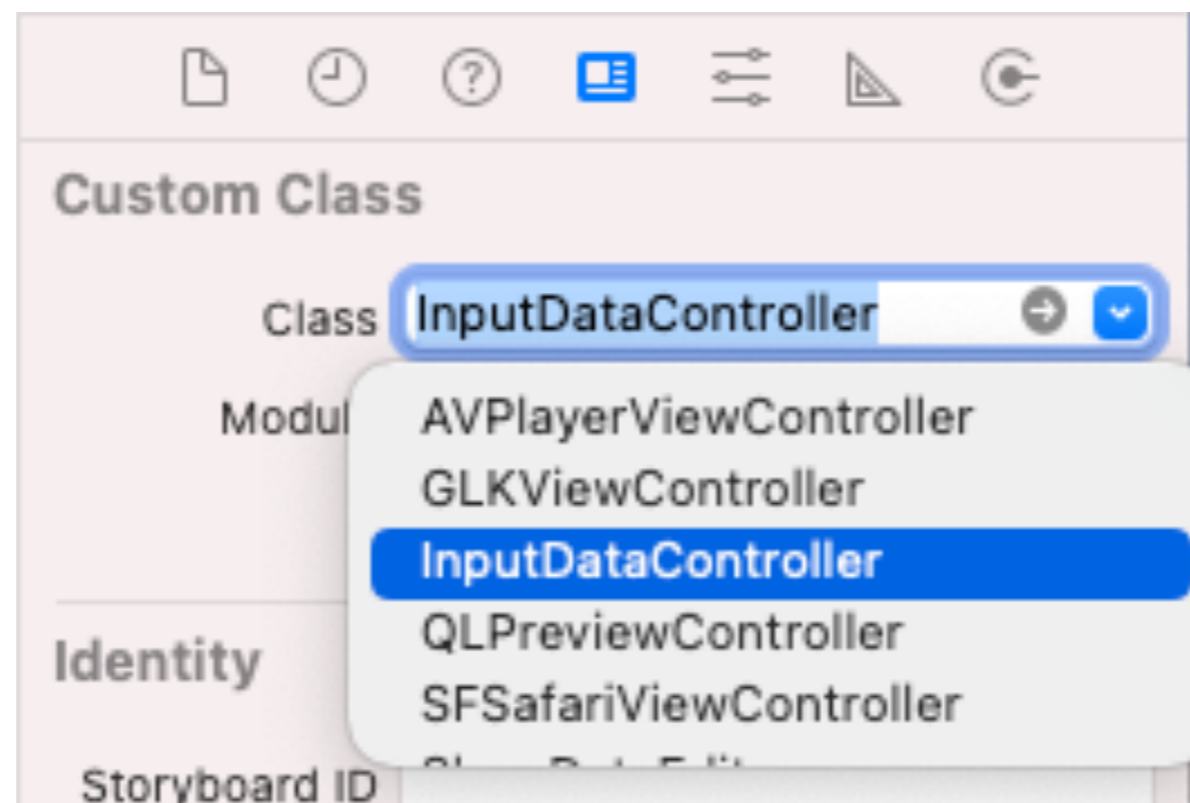 Custom Class
Class InputDataController
Modul
AVPlayerViewController
GLKViewController
InputDataController
QLPreviewController
SFSafariViewController
Identity
Storyboard ID